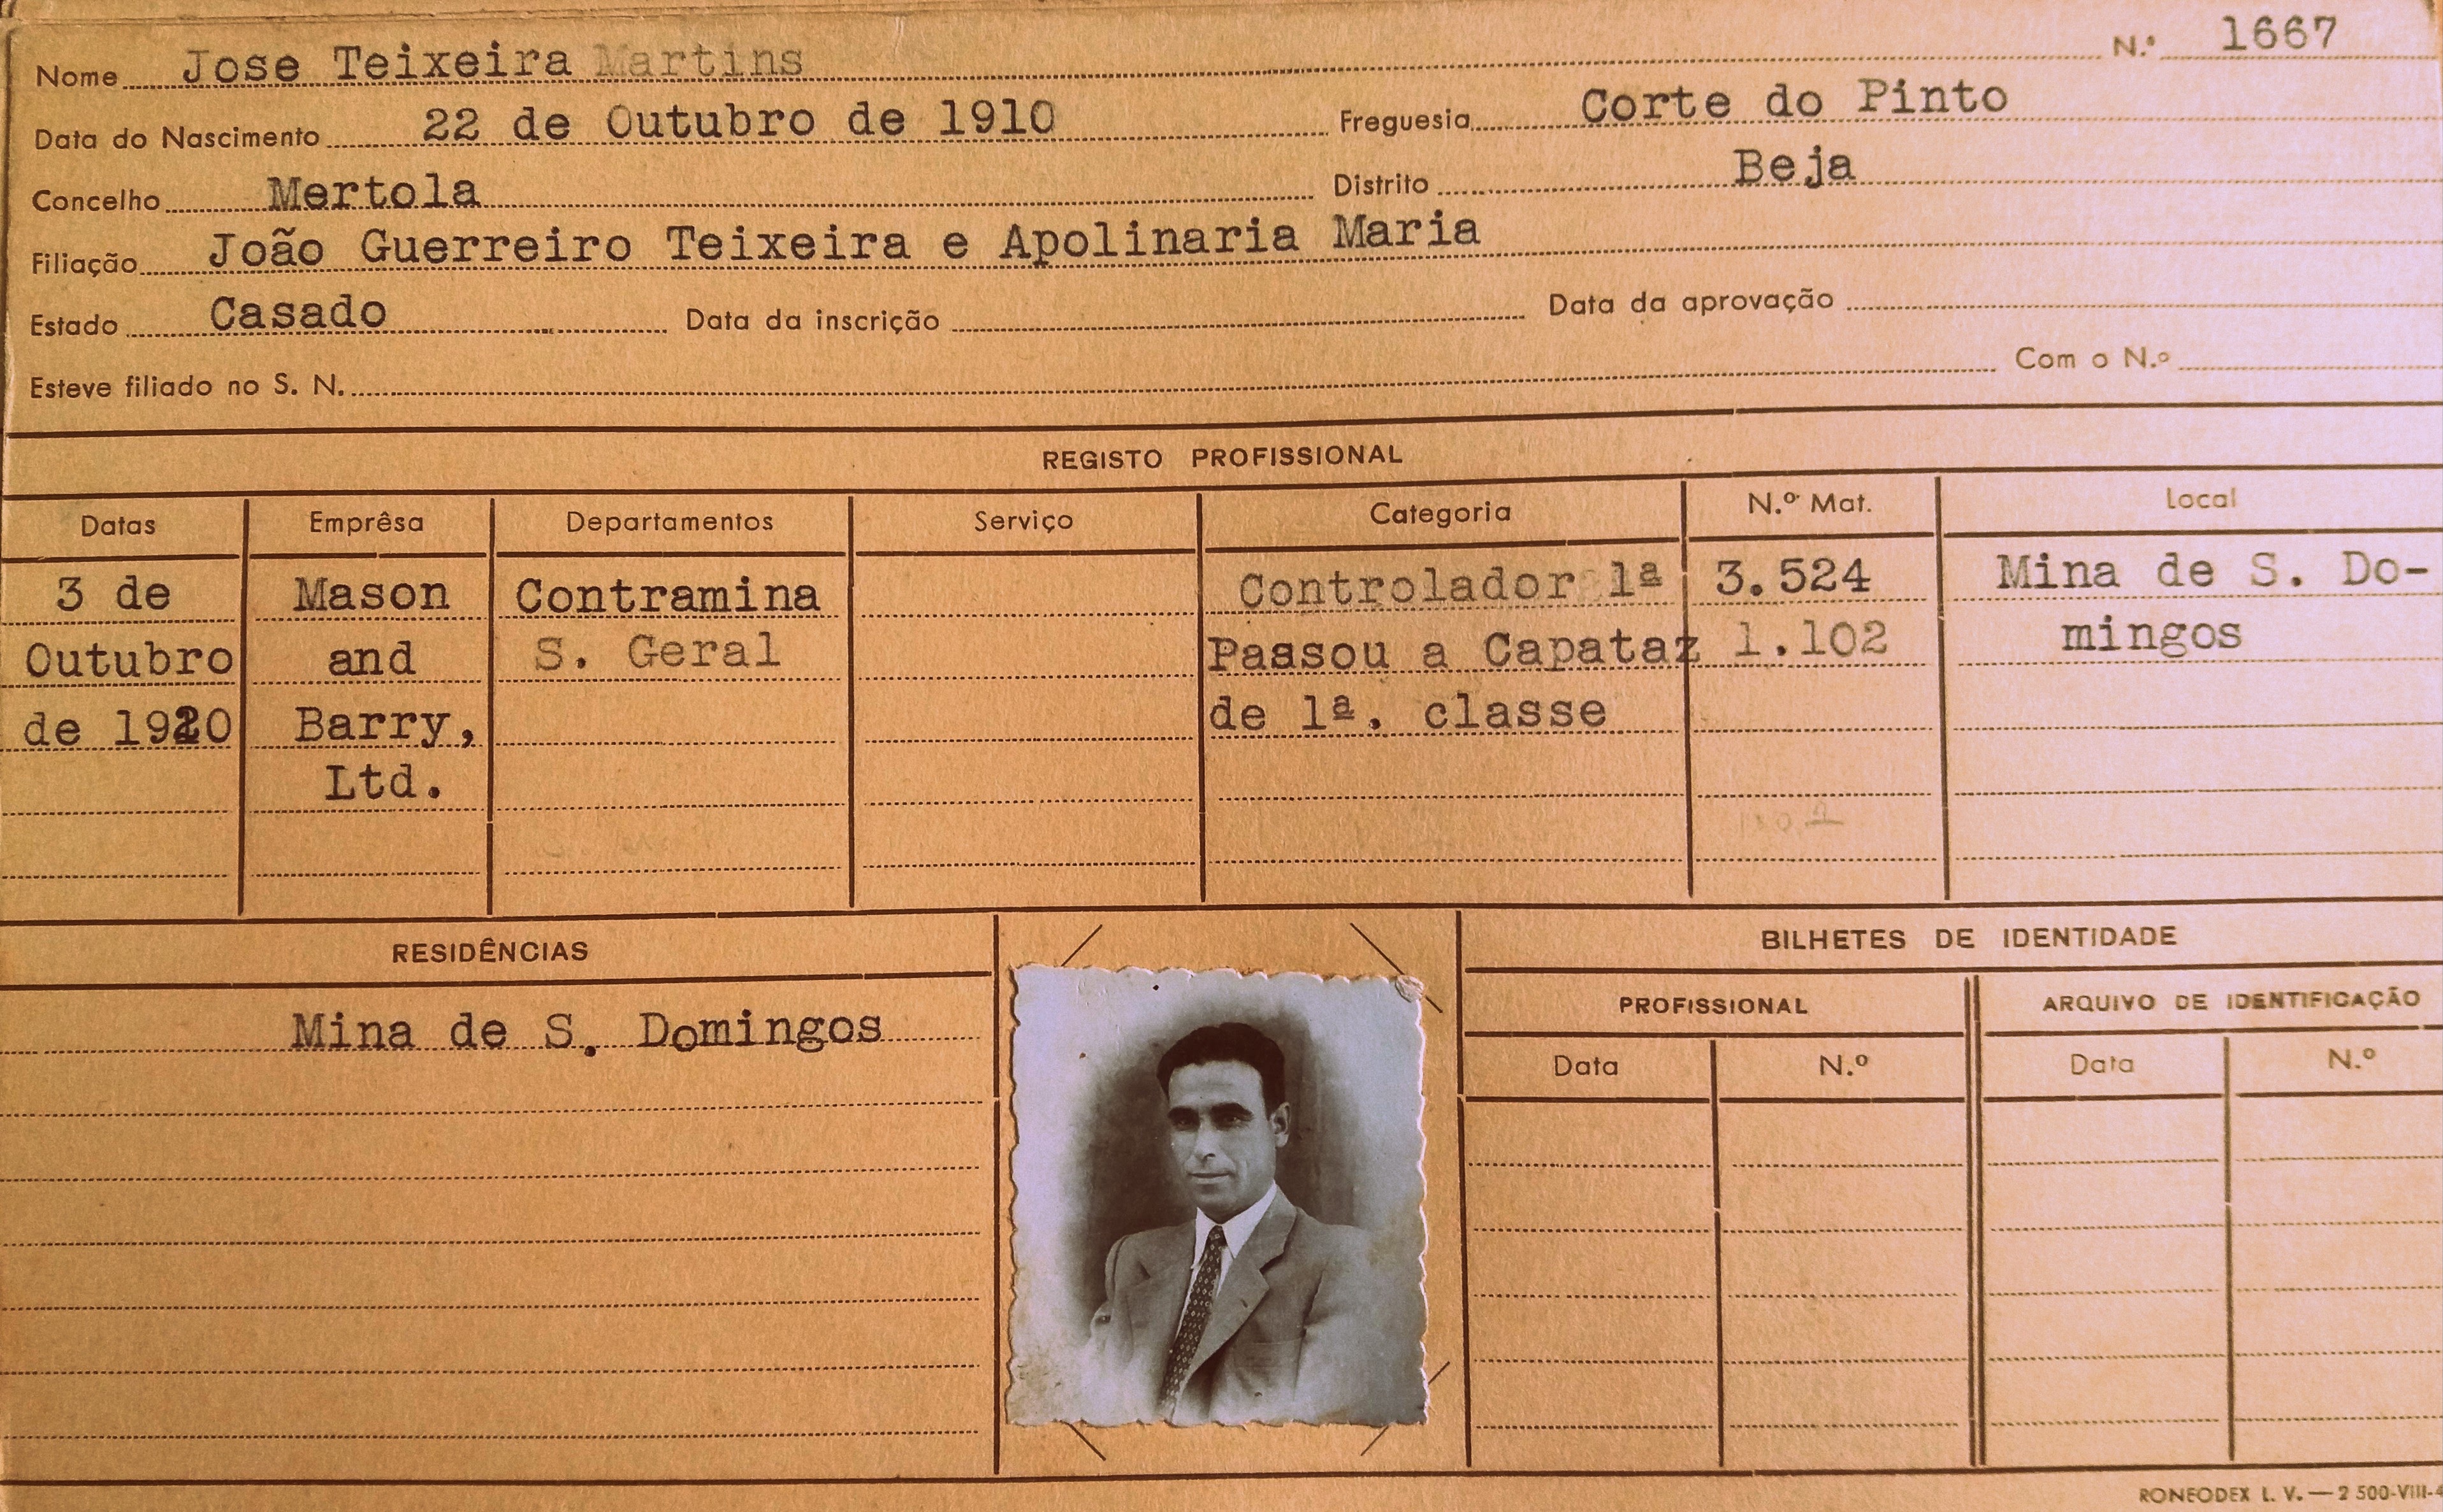 Nome Jose Teixeira Martins N.º 1667
Data do Nascimento 22 de Outubro de 1910 Freguesia Corte do Pinto
Concelho Mertola Distrito Beja
Filiação João Guerreiro Teixeira e Apolinaria Maria
Estado Casado Data da inscrição Data da aprovação
Esteve filiado no S. N. Com o N.º
REGISTO PROFISSIONAL
Datas Emprêsa Departamentos Serviço Categoria N.º Mat. Local
3 de Mason Contramina Controlador 1ª 3.524 Mina de S. Do-
Outubro and S. Geral Passou a Capataz 1.102 mingos
de 1920 Barry, de 1ª. classe
Ltd.
RESIDÊNCIAS
Mina de S. Domingos
BILHETES DE IDENTIDADE
PROFISSIONAL ARQUIVO DE IDENTIFICAÇÃO
Data N.º Data N.º
RONEODEX L. V. — 2 500-VIII-4